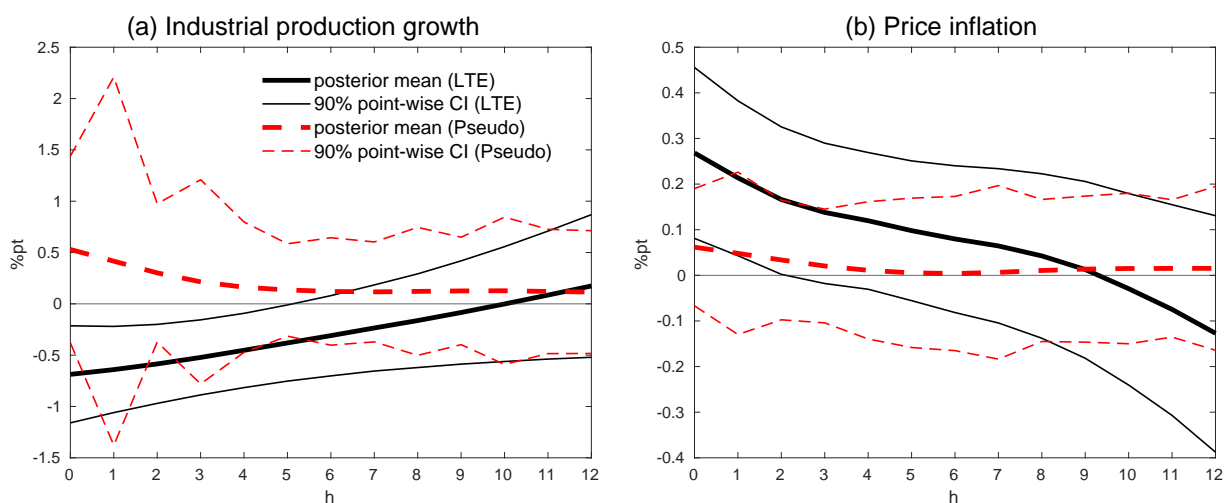 (a) Industrial production growth
2.5
2
1.5
1
0.5
0
-0.5
-1
-1.5
%pt
0 1 2 3 4 5 6 7 8 9 10 11 12
h
posterior mean (LTE)
90% point-wise CI (LTE)
posterior mean (Pseudo)
90% point-wise CI (Pseudo)
(b) Price inflation
0.5
0.4
0.3
0.2
0.1
0
-0.1
-0.2
-0.3
-0.4
%pt
0 1 2 3 4 5 6 7 8 9 10 11 12
h